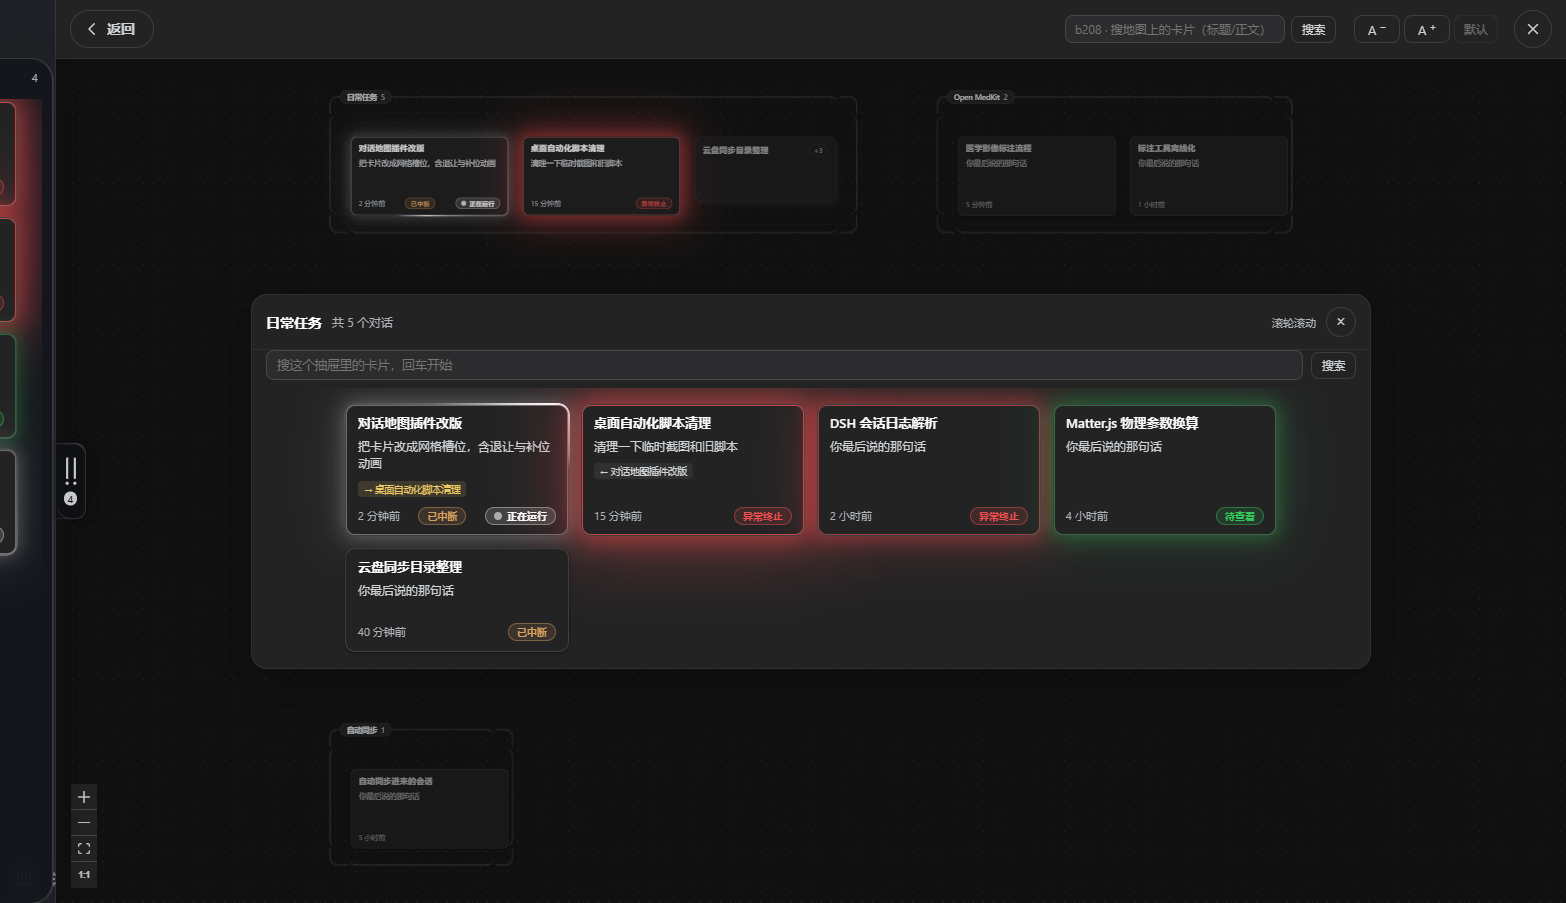 返回
b208 · 搜地图上的卡片（标题/正文）
搜索
A⁻
A⁺
默认
4
日常任务 5
对话地图插件改版
把卡片改成网格槽位，含退让与补位动画
2 分钟前
已中断
正在运行
桌面自动化脚本清理
清理一下临时截图和旧脚本
15 分钟前
异常终止
云盘同步目录整理
+3
Open MedKit 2
医学影像标注流程
你最后说的那句话
5 分钟前
标注工具离线化
你最后说的那句话
1 小时前
日常任务 共 5 个对话
滚轮滚动
搜这个抽屉里的卡片，回车开始
搜索
对话地图插件改版
把卡片改成网格槽位，含退让与补位
动画
→ 桌面自动化脚本清理
2 分钟前
已中断
正在运行
桌面自动化脚本清理
清理一下临时截图和旧脚本
← 对话地图插件改版
15 分钟前
异常终止
DSH 会话日志解析
你最后说的那句话
2 小时前
异常终止
Matter.js 物理参数换算
你最后说的那句话
4 小时前
待查看
云盘同步目录整理
你最后说的那句话
40 分钟前
已中断
4
自动同步 1
自动同步进来的会话
你最后说的那句话
5 小时前
1:1